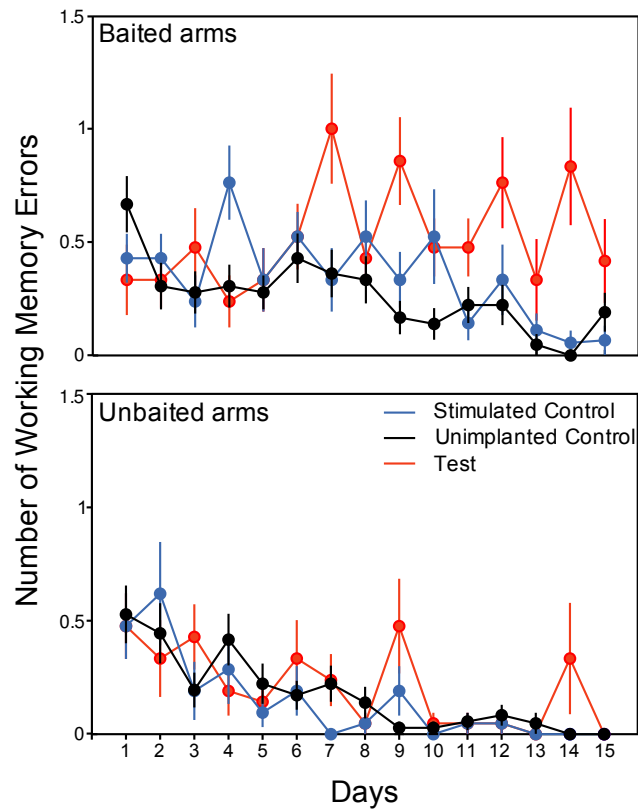 Number of Working Memory Errors
Baited arms
1.5
1
0.5
0
Unbaited arms
1.5
1
0.5
0
Stimulated Control
Unimplanted Control
Test
1 2 3 4 5 6 7 8 9 10 11 12 13 14 15
Days